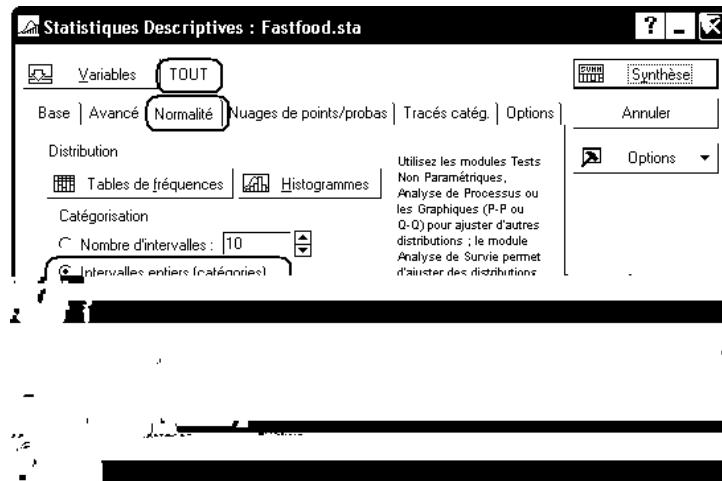 Statistiques Descriptives : Fastfood.sta
Variables TOUT
Synthèse
Base Avancé Normalité Nuages de points/probas Tracés catég. Options
Annuler
Distribution
Options
Tables de fréquences Histogrammes
Utilisez les modules Tests
Non Paramétriques,
Analyse de Processus ou
les Graphiques (P-P ou
Q-Q) pour ajuster d'autres
distributions ; le module
Analyse de Survie permet
d'ajuster des distributions
Catégorisation
Nombre d'intervalles : 10
Intervalles entiers (catégories)